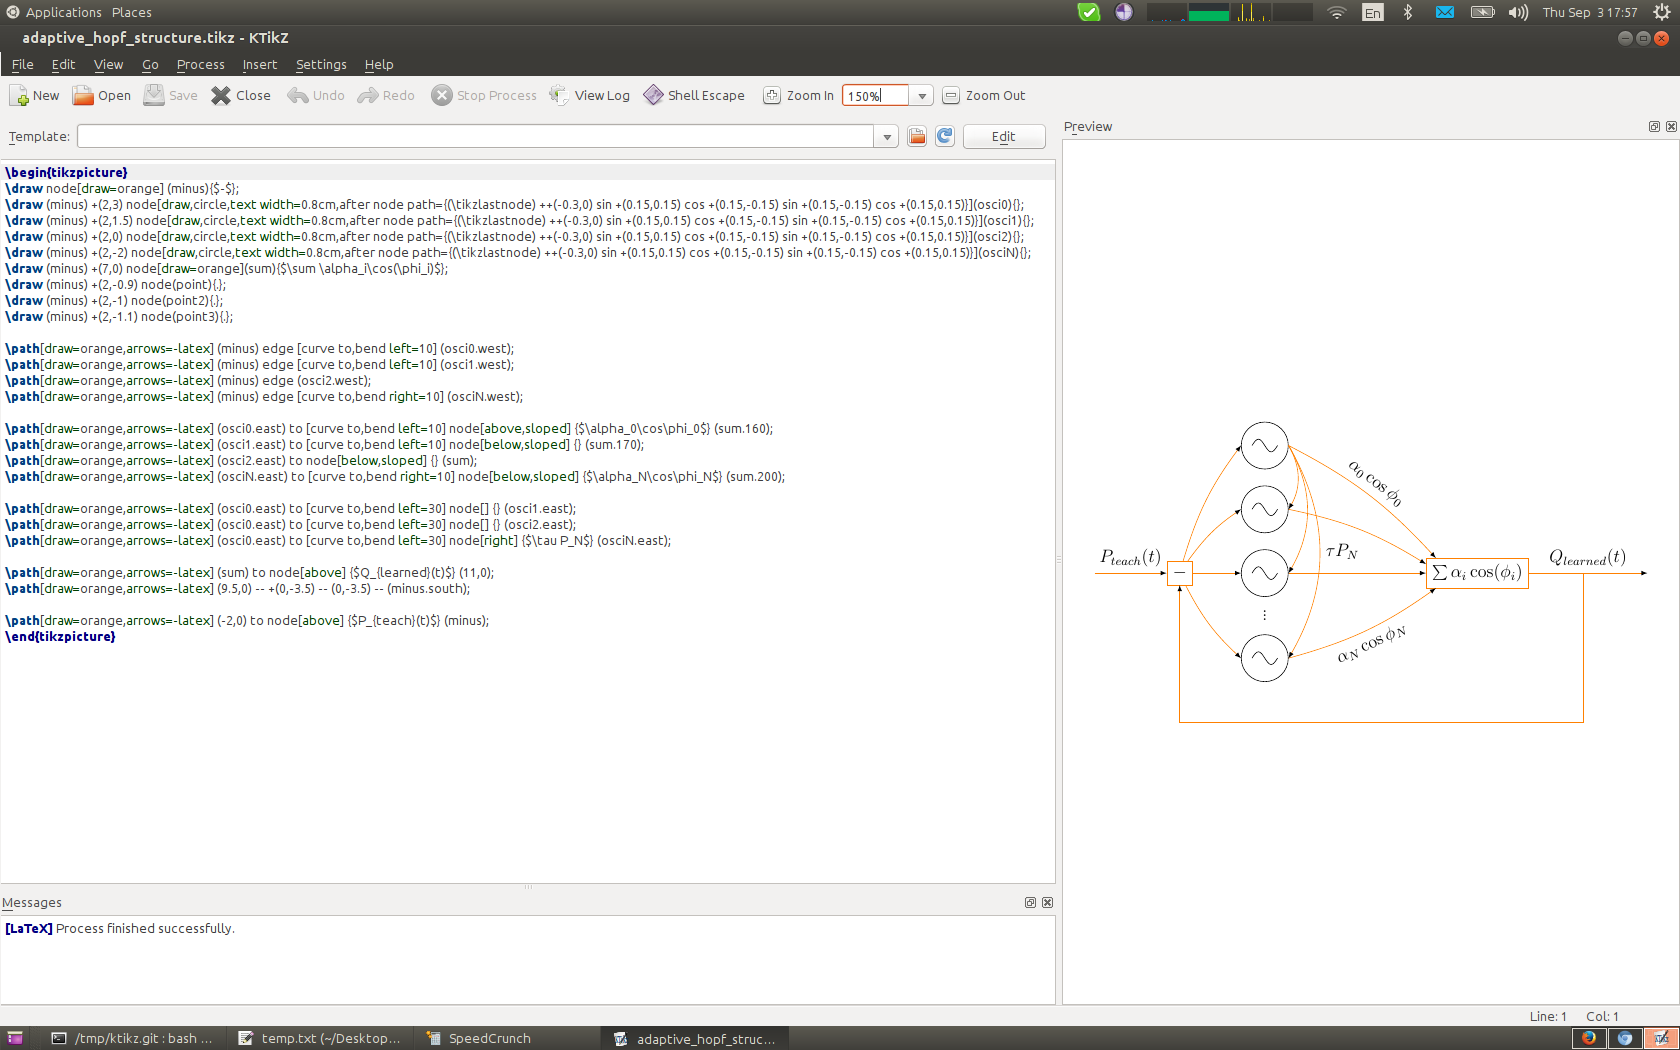 Applications Places En Thu Sep 3 17:57
adaptive_hopf_structure.tikz - KTikZ
File Edit View Go Process Insert Settings Help
New Open Save Close Undo Redo Stop Process View Log Shell Escape Zoom In 150% Zoom Out
Template: Edit
Preview
\begin{tikzpicture}
\draw node[draw=orange] (minus){$-$};
\draw (minus) +(2,3) node[draw,circle,text width=0.8cm,after node path={(\tikzlastnode) ++(-0.3,0) sin +(0.15,0.15) cos +(0.15,-0.15) sin +(0.15,-0.15) cos +(0.15,0.15)}](osci0){};
\draw (minus) +(2,1.5) node[draw,circle,text width=0.8cm,after node path={(\tikzlastnode) ++(-0.3,0) sin +(0.15,0.15) cos +(0.15,-0.15) sin +(0.15,-0.15) cos +(0.15,0.15)}](osci1){};
\draw (minus) +(2,0) node[draw,circle,text width=0.8cm,after node path={(\tikzlastnode) ++(-0.3,0) sin +(0.15,0.15) cos +(0.15,-0.15) sin +(0.15,-0.15) cos +(0.15,0.15)}](osci2){};
\draw (minus) +(2,-2) node[draw,circle,text width=0.8cm,after node path={(\tikzlastnode) ++(-0.3,0) sin +(0.15,0.15) cos +(0.15,-0.15) sin +(0.15,-0.15) cos +(0.15,0.15)}](osciN){};
\draw (minus) +(7,0) node[draw=orange](sum){$\sum \alpha_i\cos(\phi_i)$};
\draw (minus) +(2,-0.9) node(point){.};
\draw (minus) +(2,-1) node(point2){.};
\draw (minus) +(2,-1.1) node(point3){.};
\path[draw=orange,arrows=-latex] (minus) edge [curve to,bend left=10] (osci0.west);
\path[draw=orange,arrows=-latex] (minus) edge [curve to,bend left=10] (osci1.west);
\path[draw=orange,arrows=-latex] (minus) edge (osci2.west);
\path[draw=orange,arrows=-latex] (minus) edge [curve to,bend right=10] (osciN.west);
\path[draw=orange,arrows=-latex] (osci0.east) to [curve to,bend left=10] node[above,sloped] {$\alpha_0\cos\phi_0$} (sum.160);
\path[draw=orange,arrows=-latex] (osci1.east) to [curve to,bend left=10] node[below,sloped] {} (sum.170);
\path[draw=orange,arrows=-latex] (osci2.east) to node[below,sloped] {} (sum);
\path[draw=orange,arrows=-latex] (osciN.east) to [curve to,bend right=10] node[below,sloped] {$\alpha_N\cos\phi_N$} (sum.200);
\path[draw=orange,arrows=-latex] (osci0.east) to [curve to,bend left=30] node[] {} (osci1.east);
\path[draw=orange,arrows=-latex] (osci0.east) to [curve to,bend left=30] node[] {} (osci2.east);
\path[draw=orange,arrows=-latex] (osci0.east) to [curve to,bend left=30] node[right] {$\tau P_N$} (osciN.east);
\path[draw=orange,arrows=-latex] (sum) to node[above] {$Q_{learned}(t)$} (11,0);
\path[draw=orange,arrows=-latex] (9.5,0) -- +(0,-3.5) -- (0,-3.5) -- (minus.south);
\path[draw=orange,arrows=-latex] (-2,0) to node[above] {$P_{teach}(t)$} (minus);
\end{tikzpicture}
α0 cos ϕ0
τPN
Pteach(t) − ∑ αi cos(ϕi) Qlearned(t)
αN cos ϕN
Messages
[LaTeX] Process finished successfully.
Line: 1 Col: 1
/tmp/ktikz.git : bash ... temp.txt (~/Desktop... SpeedCrunch adaptive_hopf_struc...